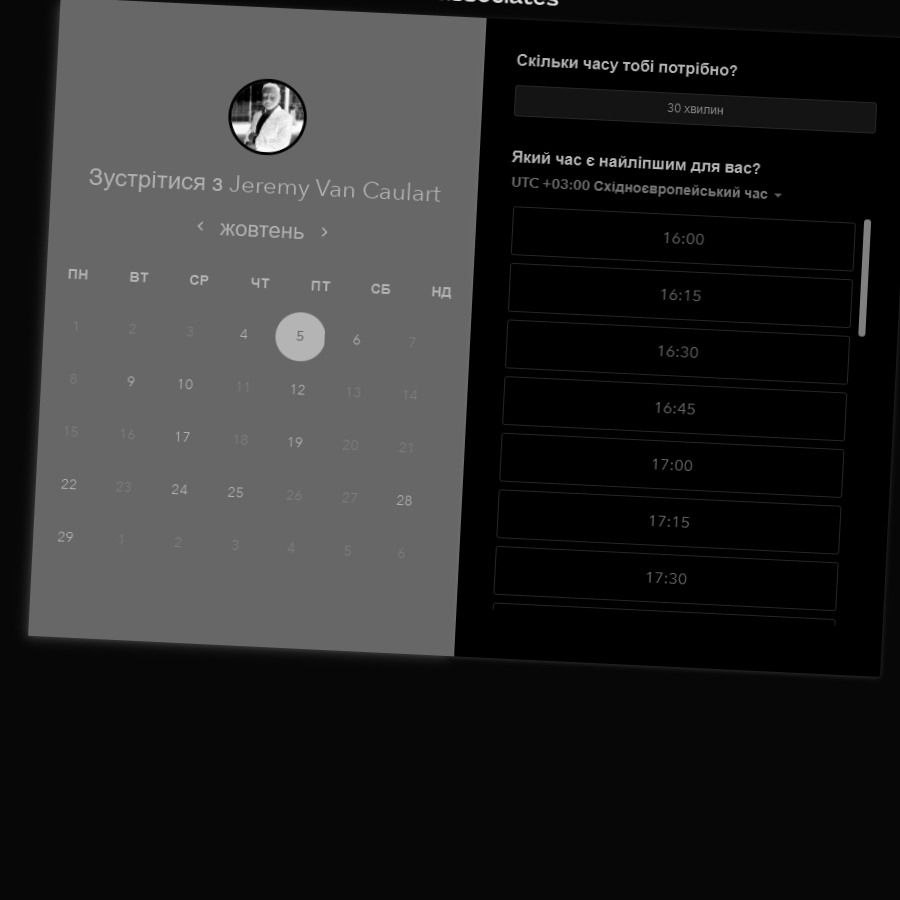 Зустрітися з Jeremy Van Caulart
‹ жовтень ›
ПН ВТ СР ЧТ ПТ СБ НД
1 2 3 4 5 6 7
8 9 10 11 12 13 14
15 16 17 18 19 20 21
22 23 24 25 26 27 28
29 1 2 3 4 5 6
Скільки часу тобі потрібно?
30 хвилин
Який час є найліпшим для вас?
UTC +03:00 Східноєвропейський час
16:00
16:15
16:30
16:45
17:00
17:15
17:30